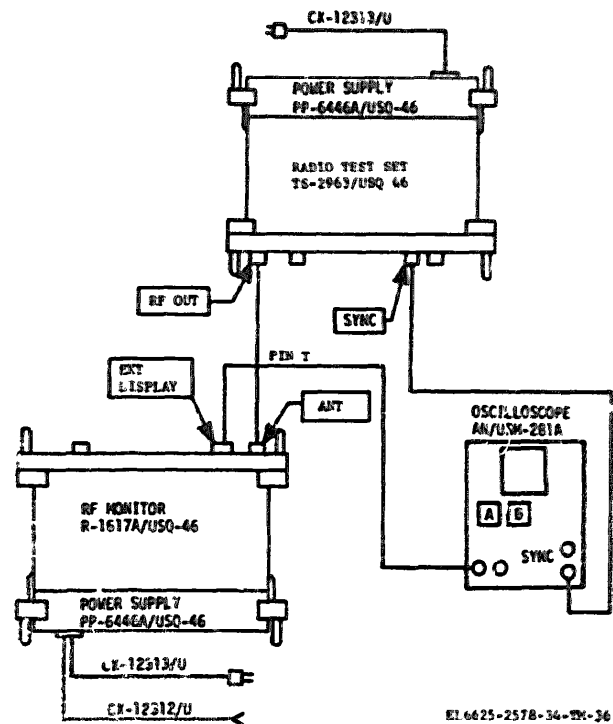 CX-12313/U
POWER SUPPLY
PP-6446A/USQ-46
RADIO TEST SET
TS-2963/USQ 46
RF OUT
SYNC
PIN T
EXT
DISPLAY
ANT
OSCILLOSCOPE
AN/USM-281A
A B
SYNC
RF MONITOR
R-1617A/USQ-46
POWER SUPPLY
PP-6446A/USQ-46
CX-12313/U
CX-12312/U
EL6625-2578-34-TM-36